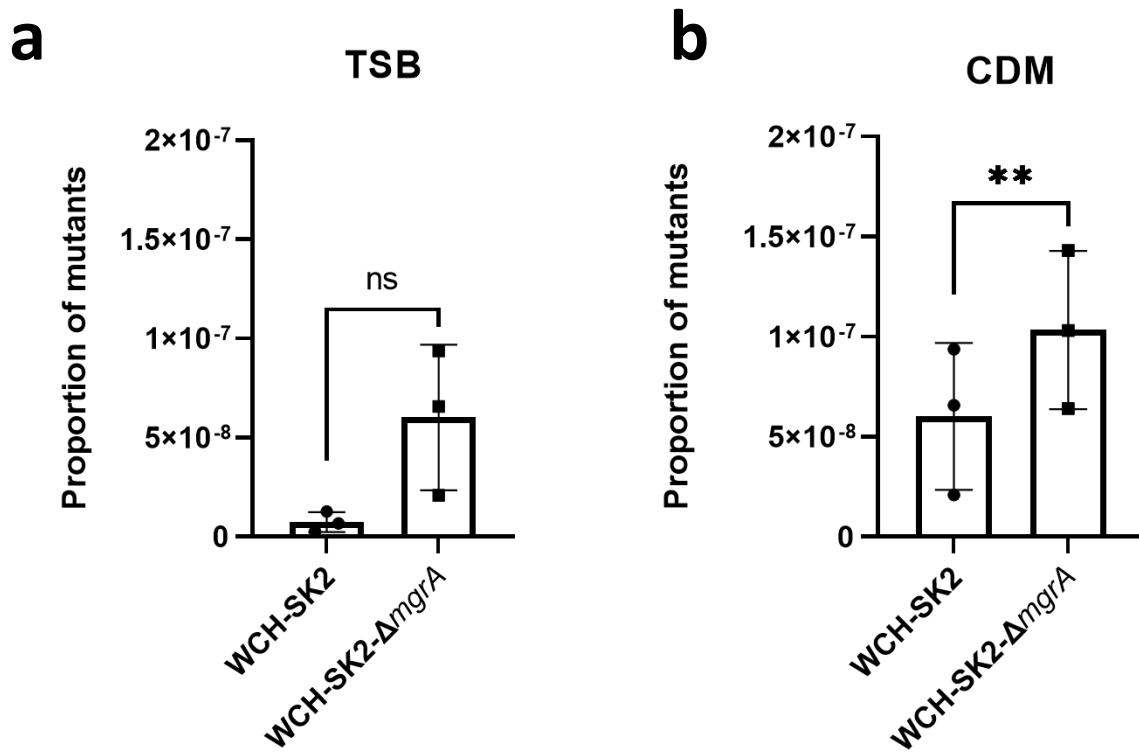 a
TSB
Proportion of mutants
2×10⁻⁷
1.5×10⁻⁷
1×10⁻⁷
5×10⁻⁸
0
ns
WCH-SK2
WCH-SK2-ΔmgrA
b
CDM
Proportion of mutants
2×10⁻⁷
1.5×10⁻⁷
1×10⁻⁷
5×10⁻⁸
0
**
WCH-SK2
WCH-SK2-ΔmgrA